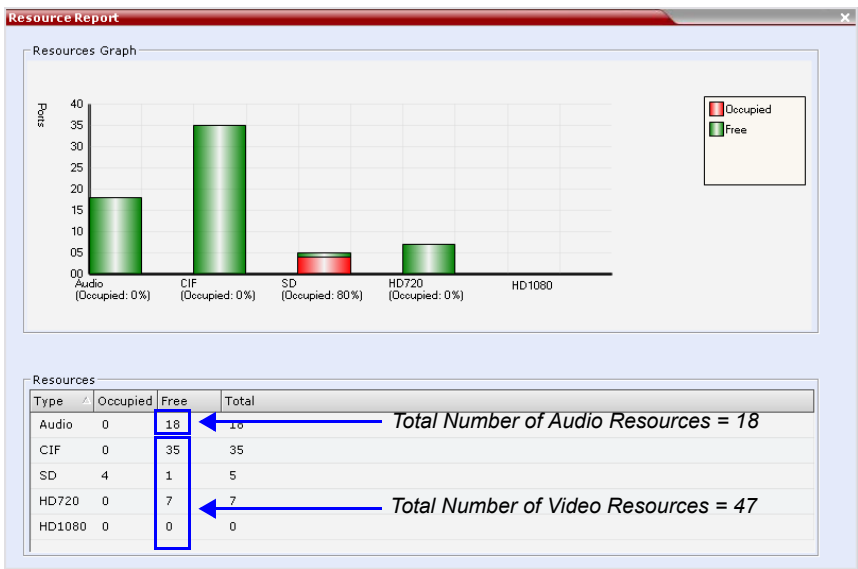 Resource Report
Resources Graph
Ports
40
35
30
25
20
15
10
05
00
Audio
(Occupied: 0%)
CIF
(Occupied: 0%)
SD
(Occupied: 80%)
HD720
(Occupied: 0%)
HD1080
Occupied
Free
Resources
Type Occupied Free Total
Audio 0 18 18 Total Number of Audio Resources = 18
CIF 0 35 35
SD 4 1 5
HD720 0 7 7 Total Number of Video Resources = 47
HD1080 0 0 0